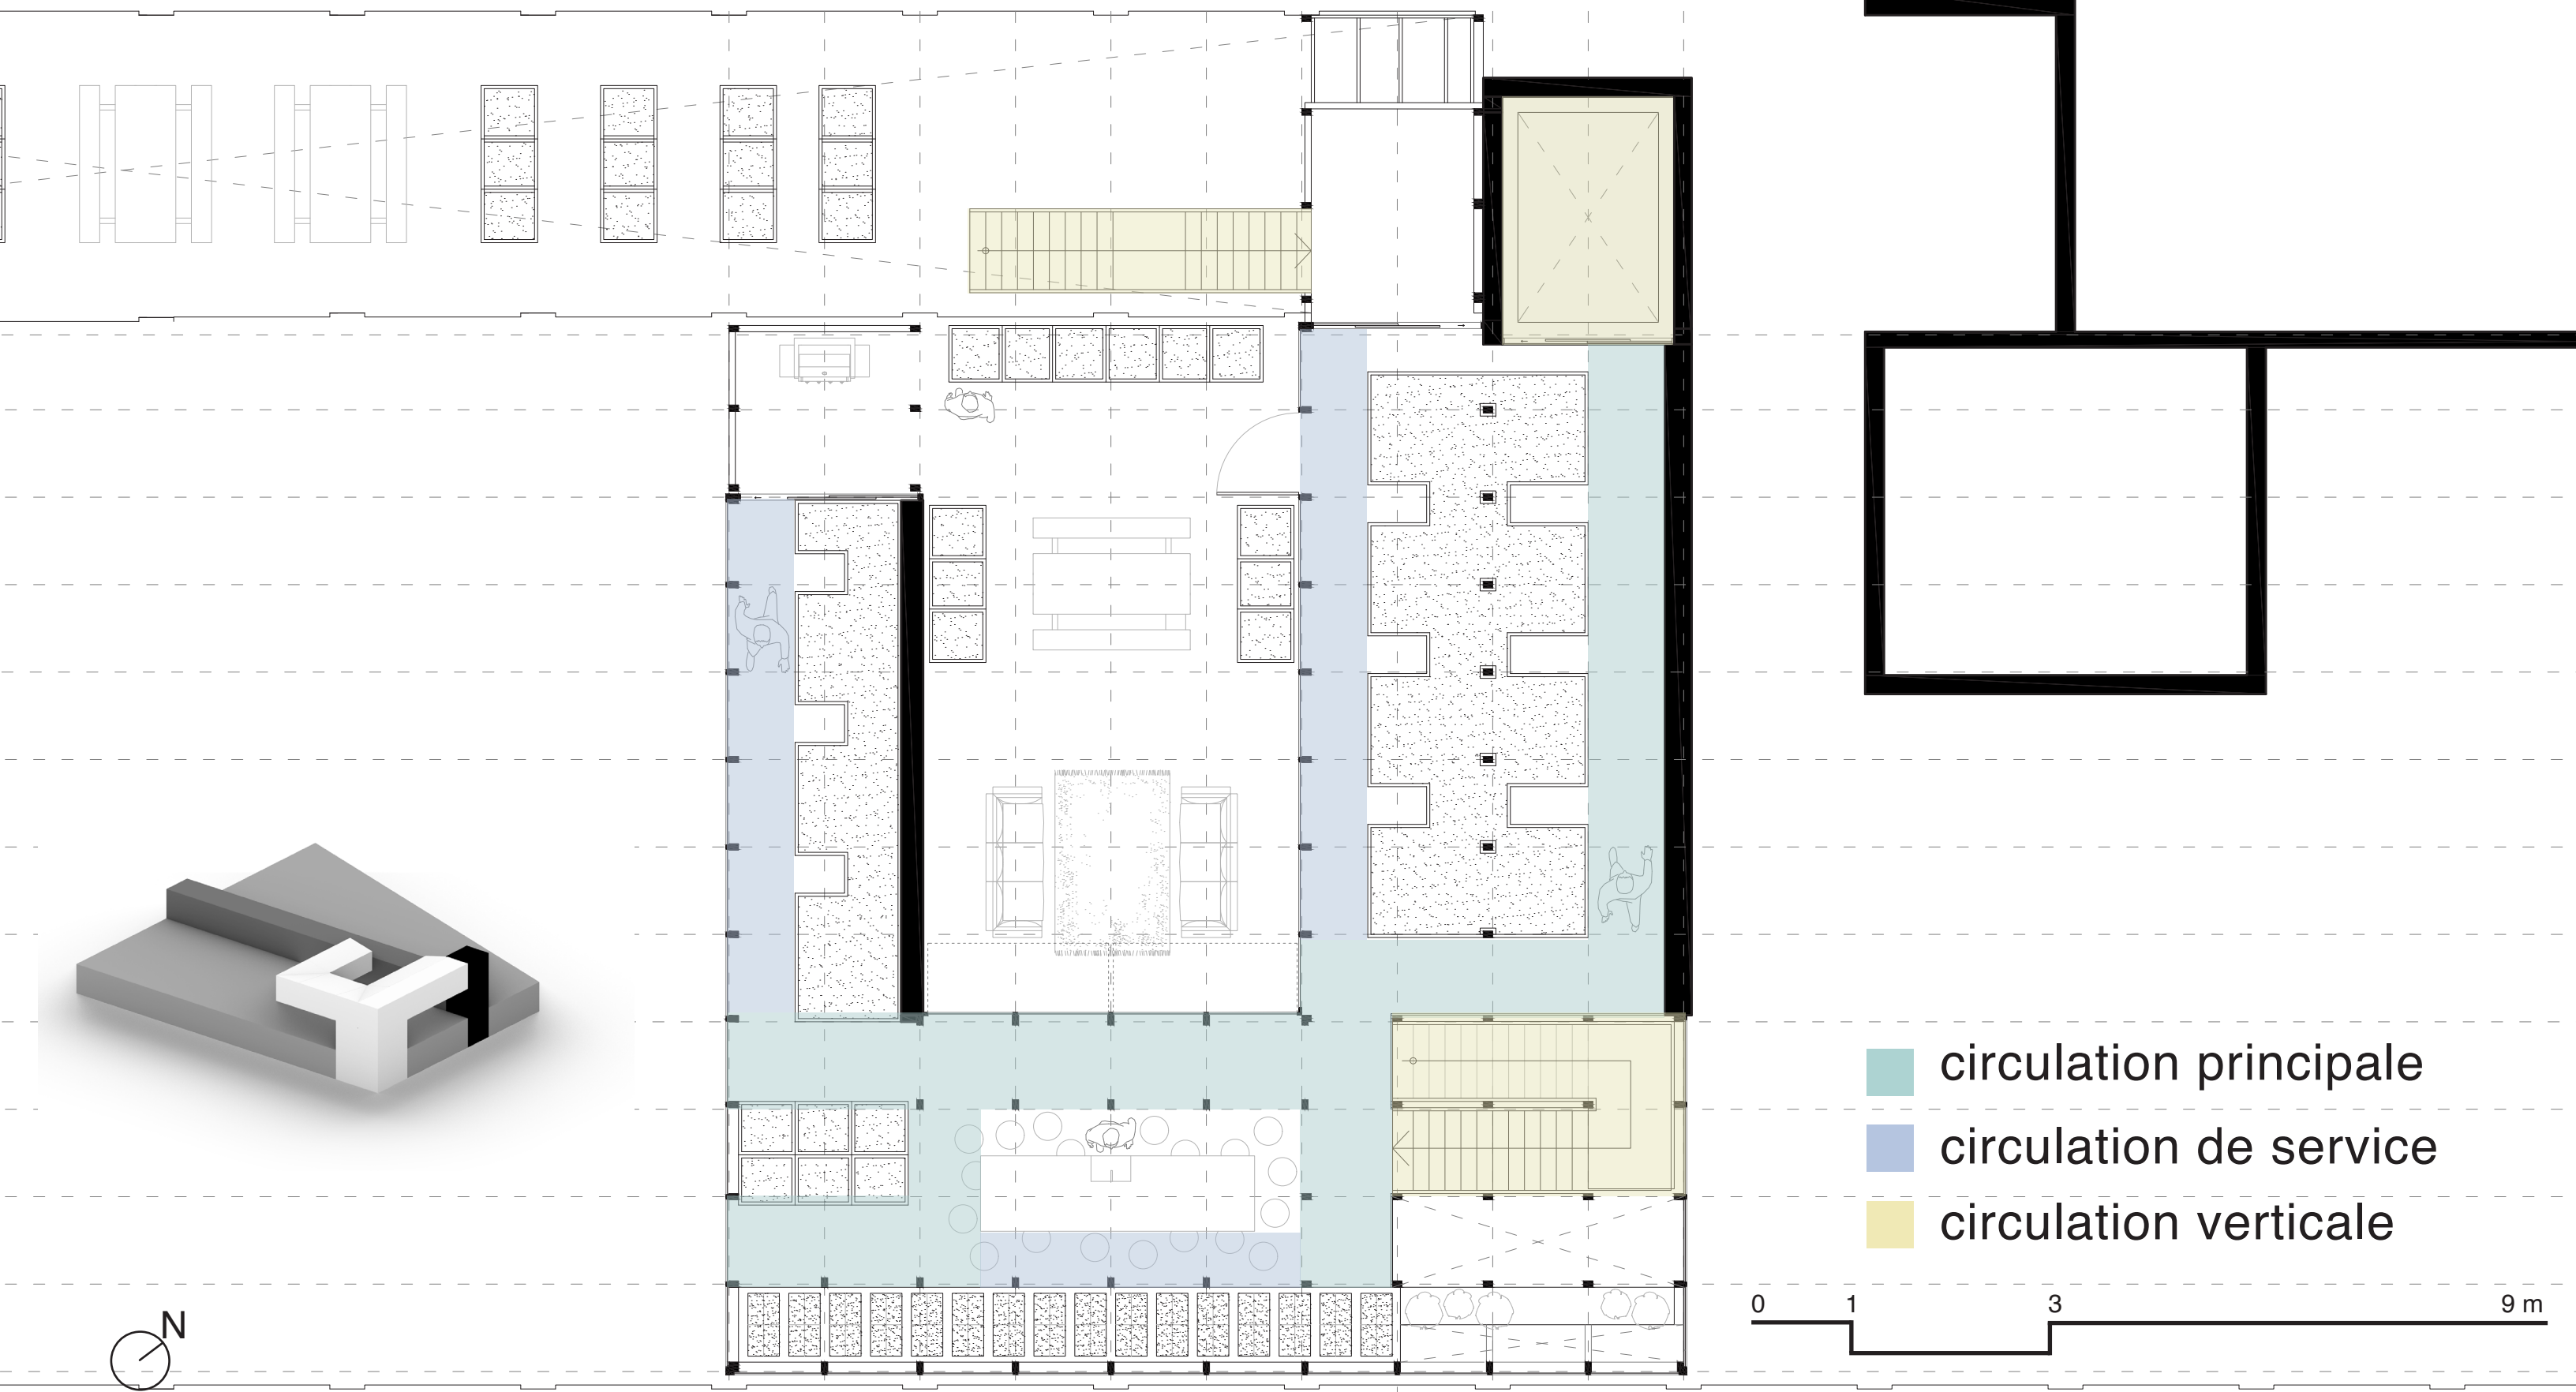 circulation principale
circulation de service
circulation verticale
0 1 3 9 m
N